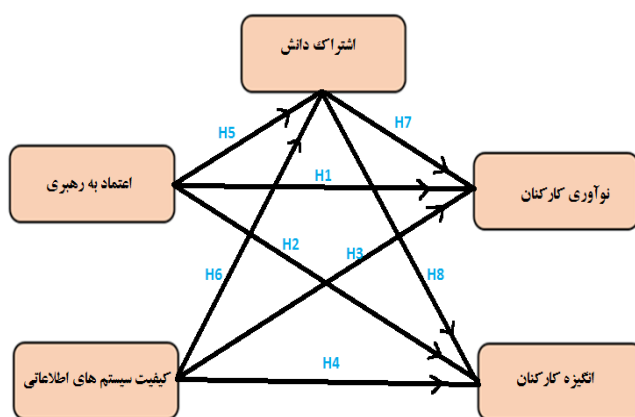 اشتراک دانش
H5
H7
اعتماد به رهبری
H1
نوآوری کارکنان
H2
H3
H6
H8
کیفیت سیستم های اطلاعاتی
H4
انگیزه کارکنان